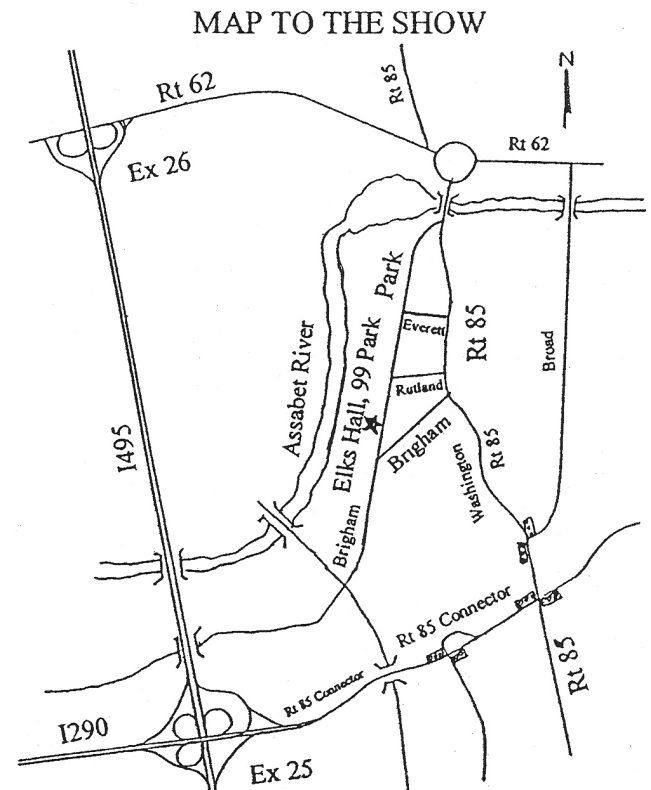 MAP TO THE SHOW
Rt 85
N
Rt 62
Rt 62
Ex 26
Park
Everett
Rt 85
Assabet River
Elks Hall, 99 Park
Broad
Rutland
I495
Brigham
Rt 85
Washington
Brigham
Rt 85 Connector
Rt 85
Rt 85 Connector
I290
Ex 25